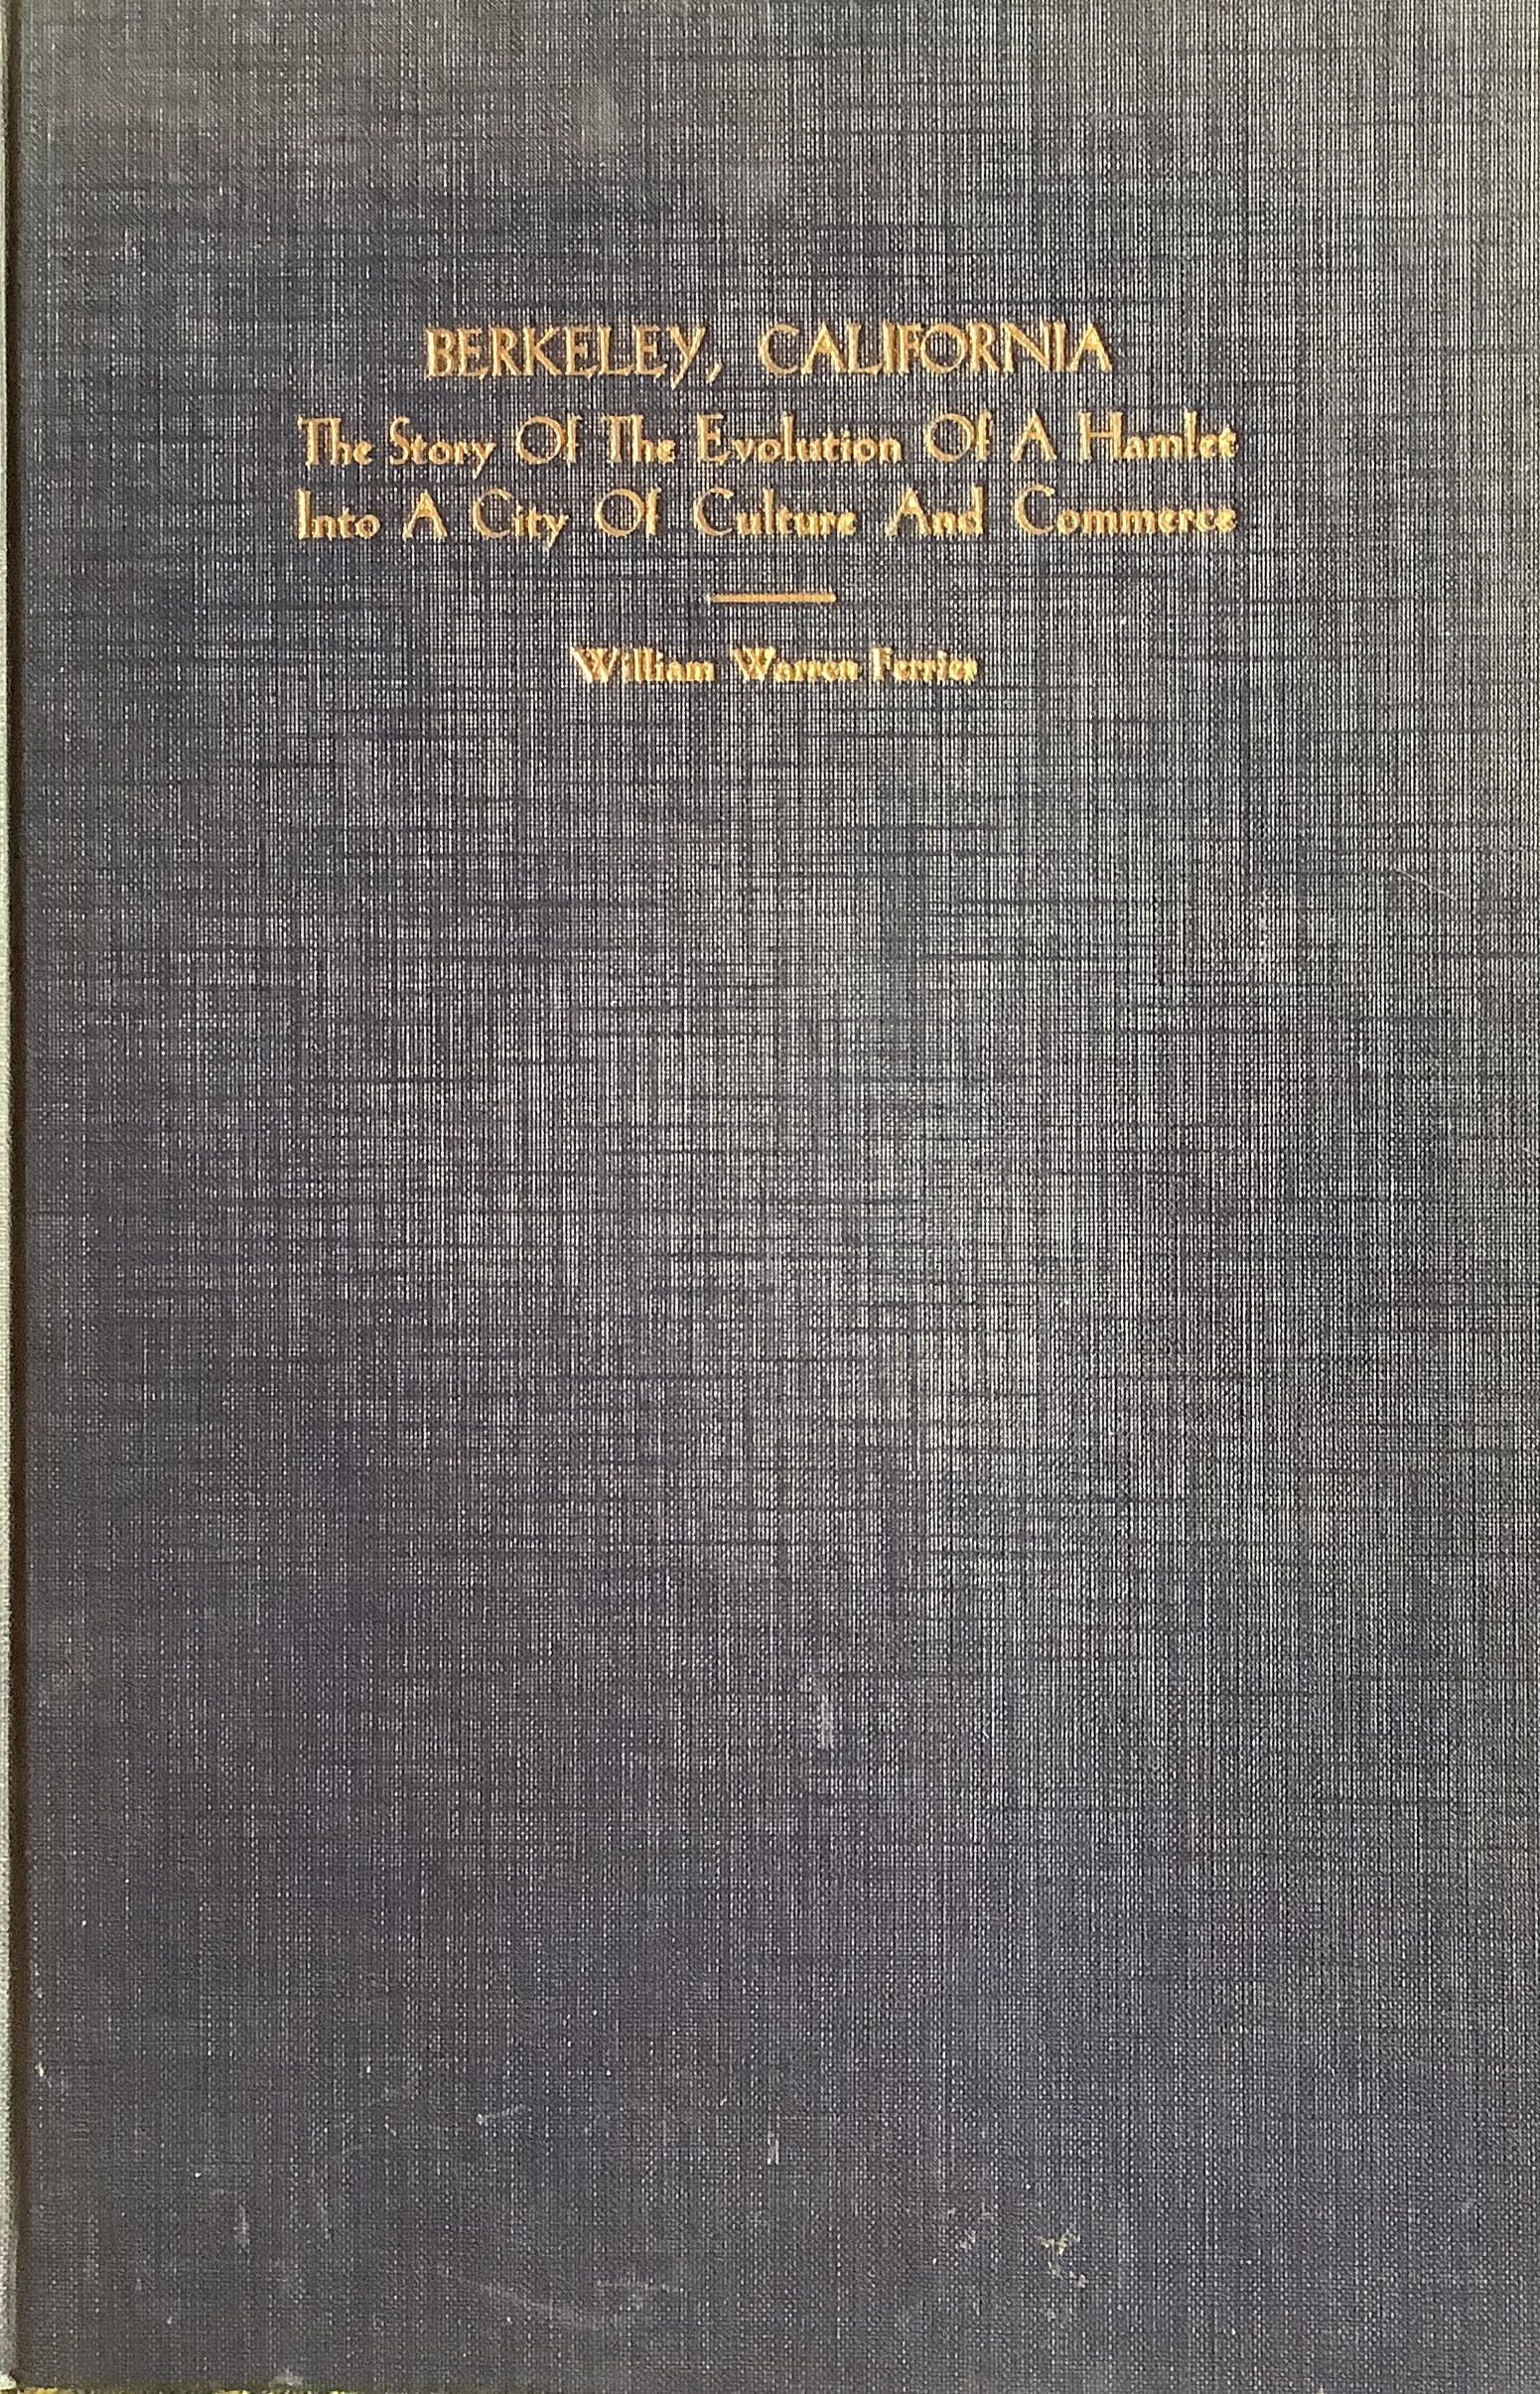 BERKELEY, CALIFORNIA
The Story Of The Evolution Of A Hamlet
Into A City Of Culture And Commerce
William Warren Ferrier